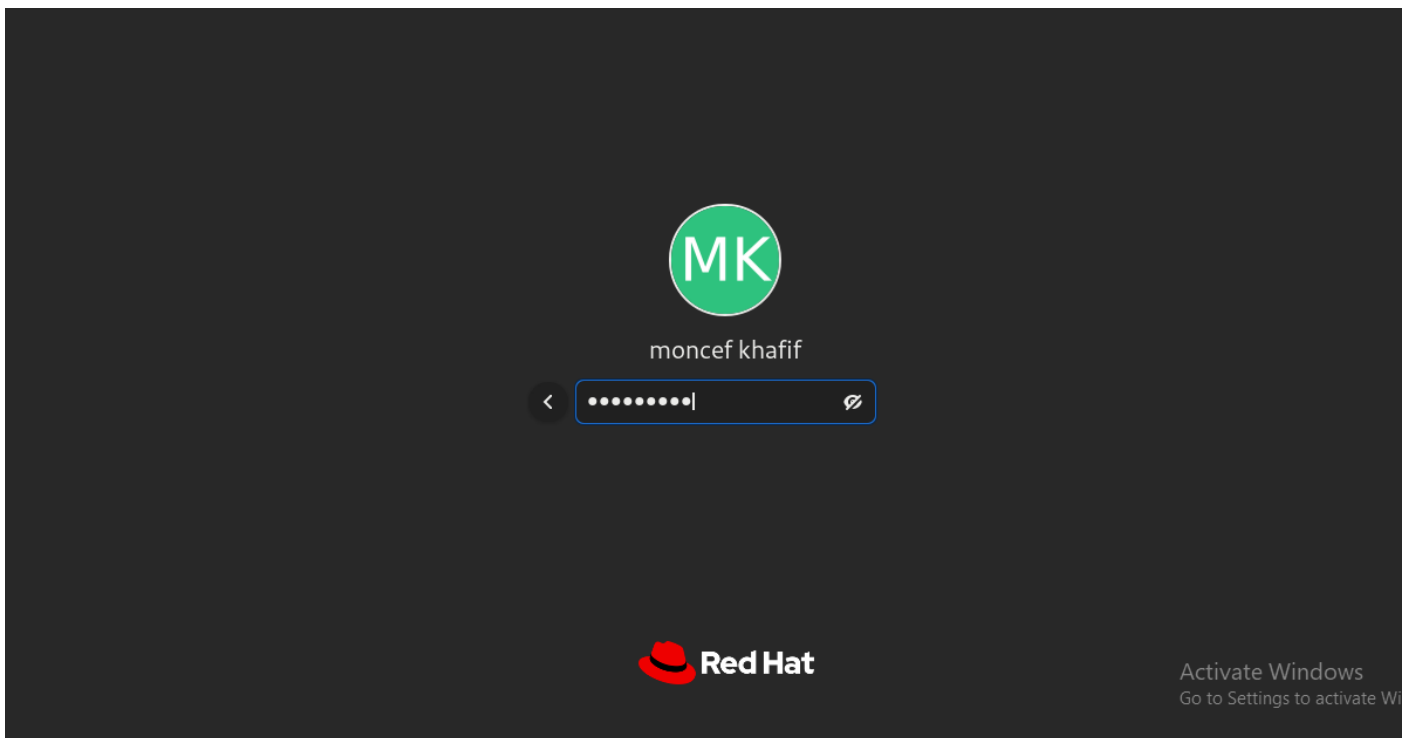 MK
moncef khafif
•••••••••
Red Hat
Activate Windows
Go to Settings to activate Wi